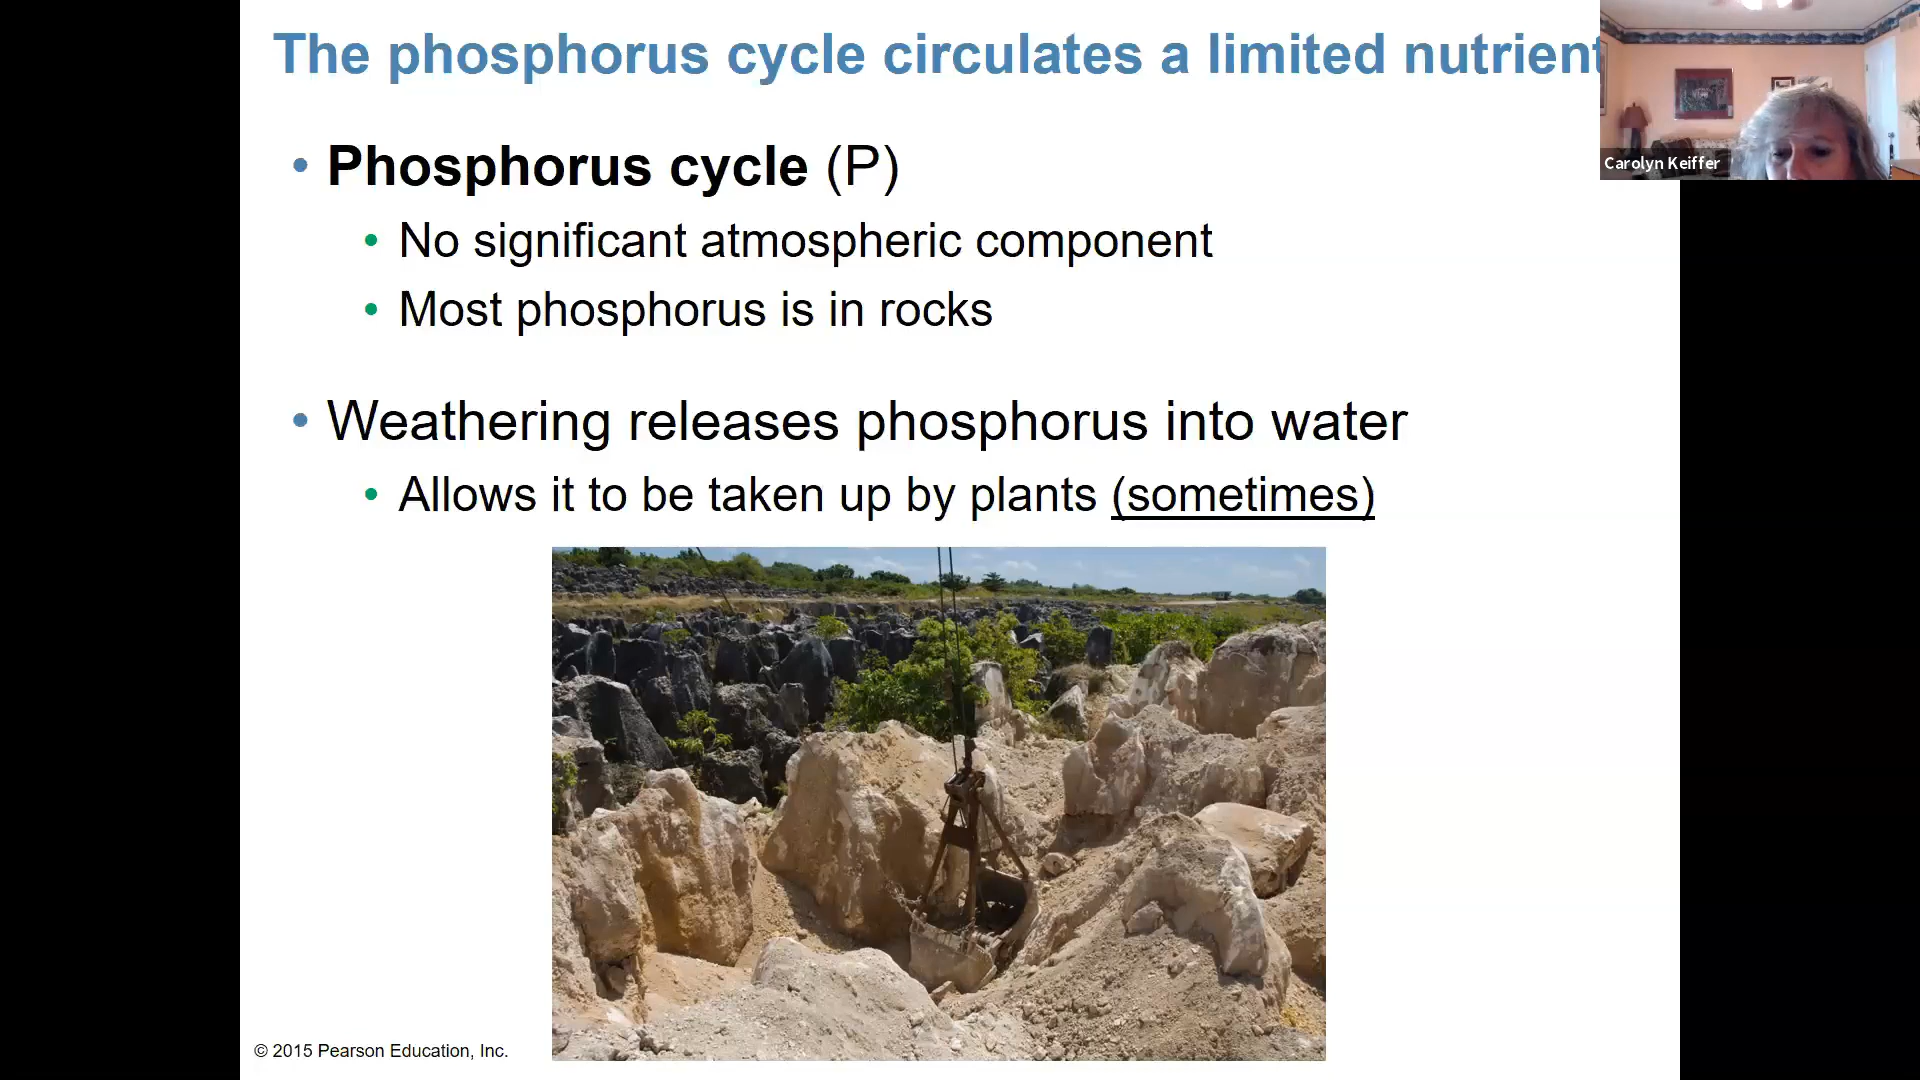 The phosphorus cycle circulates a limited nutrient
Carolyn Keiffer
• Phosphorus cycle (P)
• No significant atmospheric component
• Most phosphorus is in rocks
• Weathering releases phosphorus into water
• Allows it to be taken up by plants (sometimes)
© 2015 Pearson Education, Inc.